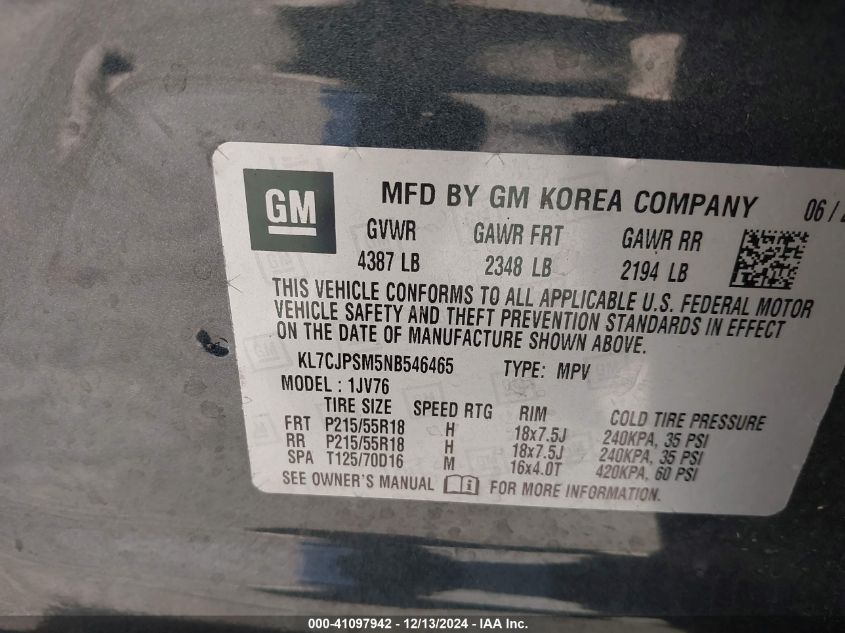 GM
MFD BY GM KOREA COMPANY 06/
GVWR GAWR FRT GAWR RR
4387 LB 2348 LB 2194 LB
THIS VEHICLE CONFORMS TO ALL APPLICABLE U.S. FEDERAL MOTOR
VEHICLE SAFETY AND THEFT PREVENTION STANDARDS IN EFFECT
ON THE DATE OF MANUFACTURE SHOWN ABOVE.
KL7CJPSM5NB546465 TYPE: MPV
MODEL : 1JV76
TIRE SIZE SPEED RTG RIM COLD TIRE PRESSURE
FRT P215/55R18 H 18x7.5J 240KPA, 35 PSI
RR P215/55R18 H 18x7.5J 240KPA, 35 PSI
SPA T125/70D16 M 16x4.0T 420KPA, 60 PSI
SEE OWNER'S MANUAL FOR MORE INFORMATION.
000-41097942 - 12/13/2024 - IAA Inc.